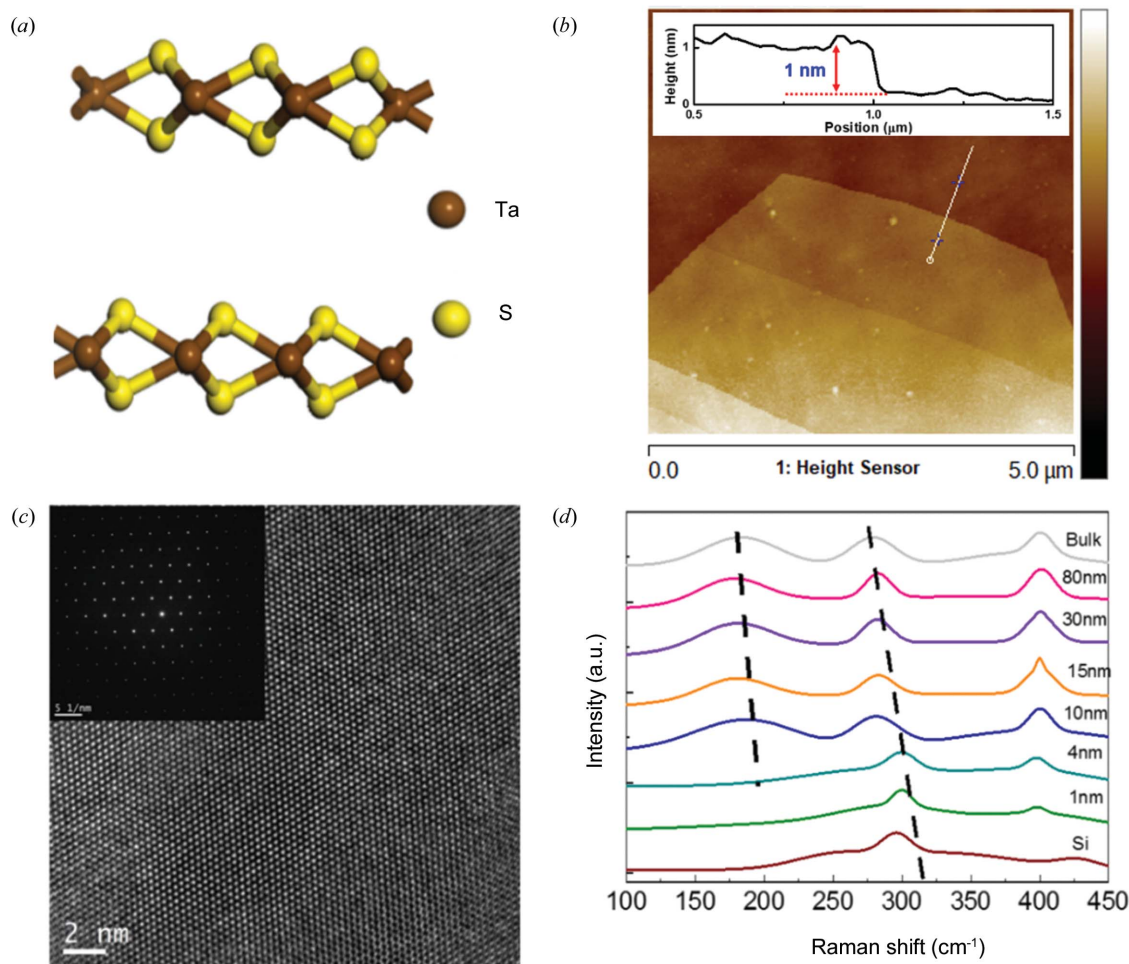 (a)
Ta
S
(b)
Height (nm)
1
0
1 nm
0.5
1.0
1.5
Position (μm)
0.0
1: Height Sensor
5.0 μm
(c)
5 1/nm
2 nm
(d)
Intensity (a.u.)
Bulk
80nm
30nm
15nm
10nm
4nm
1nm
Si
100 150 200 250 300 350 400 450
Raman shift (cm⁻¹)